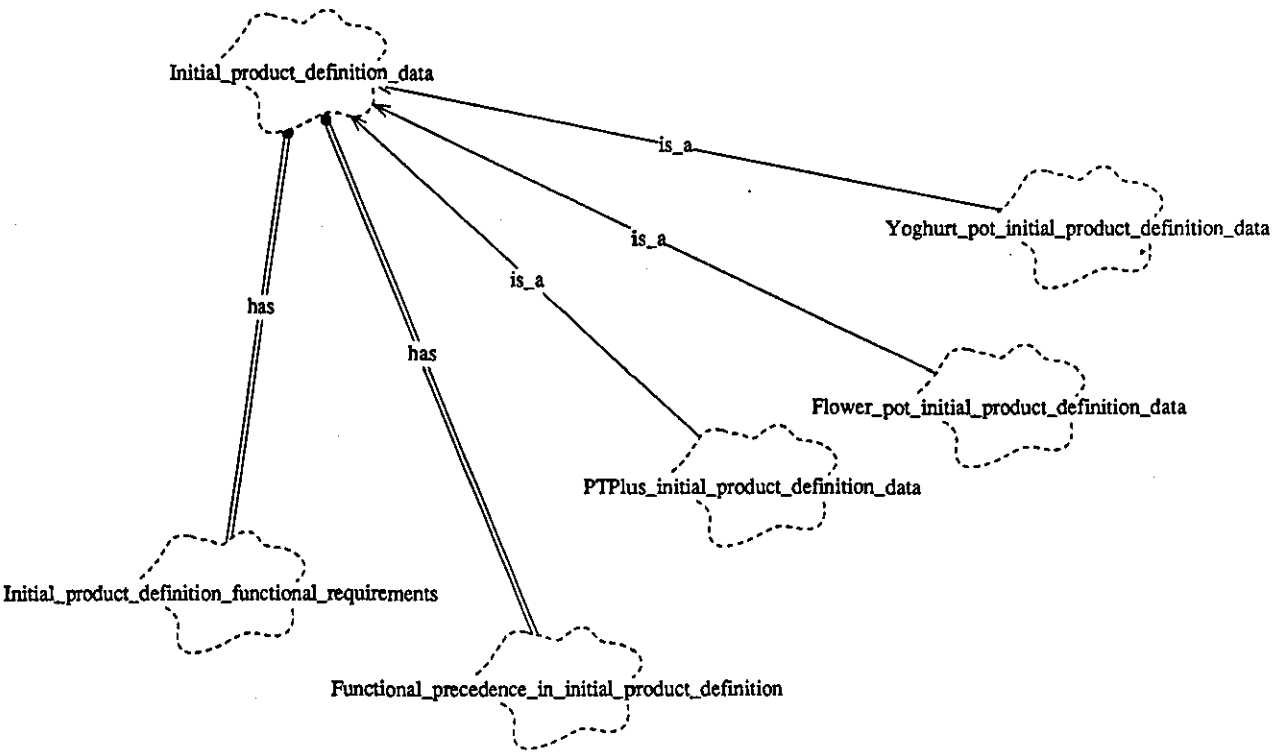 Initial_product_definition_data
is_a
Yoghurt_pot_initial_product_definition_data
is_a
is_a
has
has
Flower_pot_initial_product_definition_data
PTPlus_initial_product_definition_data
Initial_product_definition_functional_requirements
Functional_precedence_in_initial_product_definition